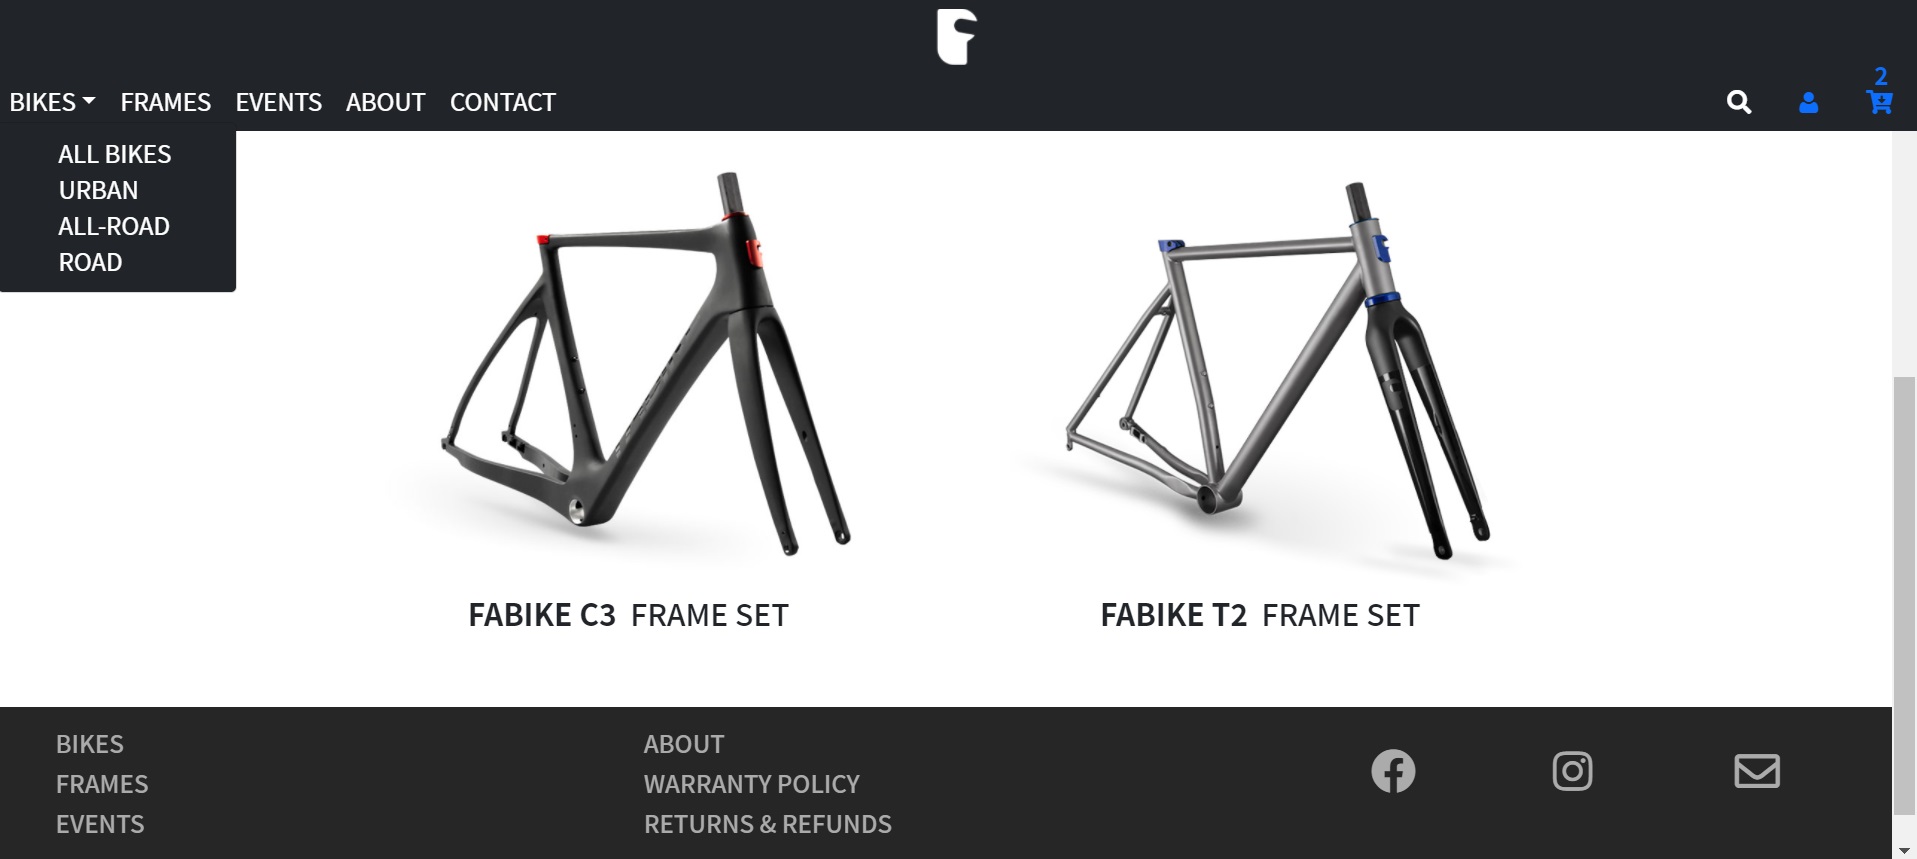 2
BIKES FRAMES EVENTS ABOUT CONTACT
ALL BIKES
URBAN
ALL-ROAD
ROAD
FABIKE C3 FRAME SET
FABIKE T2 FRAME SET
BIKES
FRAMES
EVENTS
ABOUT
WARRANTY POLICY
RETURNS & REFUNDS